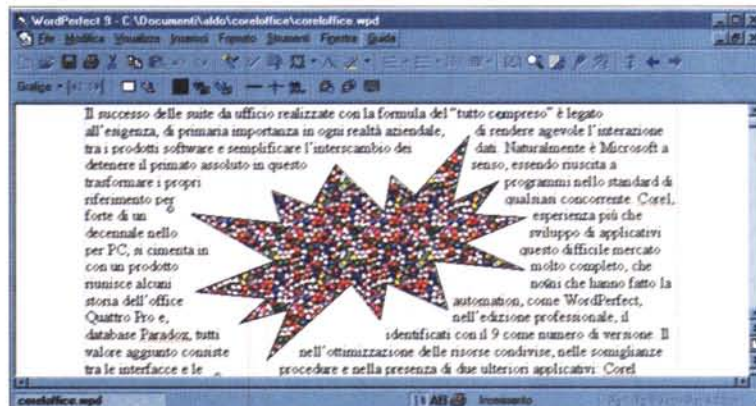 WordPerfect 9 - C:\Documenti\aldo\coreloffice\coreloffice.wpd
File Modifica Visualizza Inserisci Formato Strumenti Finestra Guida
Grafica
Il successo delle suite da ufficio realizzate con la formula del "tutto compreso" è legato
all'esigenza, di primaria importanza in ogni realtà aziendale, di rendere agevole l'interazione
tra i prodotti software e semplificare l'interscambio dei dati. Naturalmente è Microsoft a
detenere il primato assoluto in questo senso, essendo riuscita a
trasformare i propri programmi nello standard di
riferimento per qualsiasi concorrente. Corel,
forte di un esperienza più che
decennale nello sviluppo di applicativi
per PC, si cimenta in questo difficile mercato
con un prodotto molto completo, che
riunisce alcuni nomi che hanno fatto la
storia dell'office automation, come WordPerfect,
Quattro Pro e, nell'edizione professionale, il
database Paradox, tutti identificati con il 9 come numero di versione. Il
valore aggiunto consiste nell'ottimizzazione delle risorse condivise, nelle somiglianze
tra le interfacce e le procedure e nella presenza di due ulteriori applicativi: Corel
coreloffice.wpd AB Inserimento